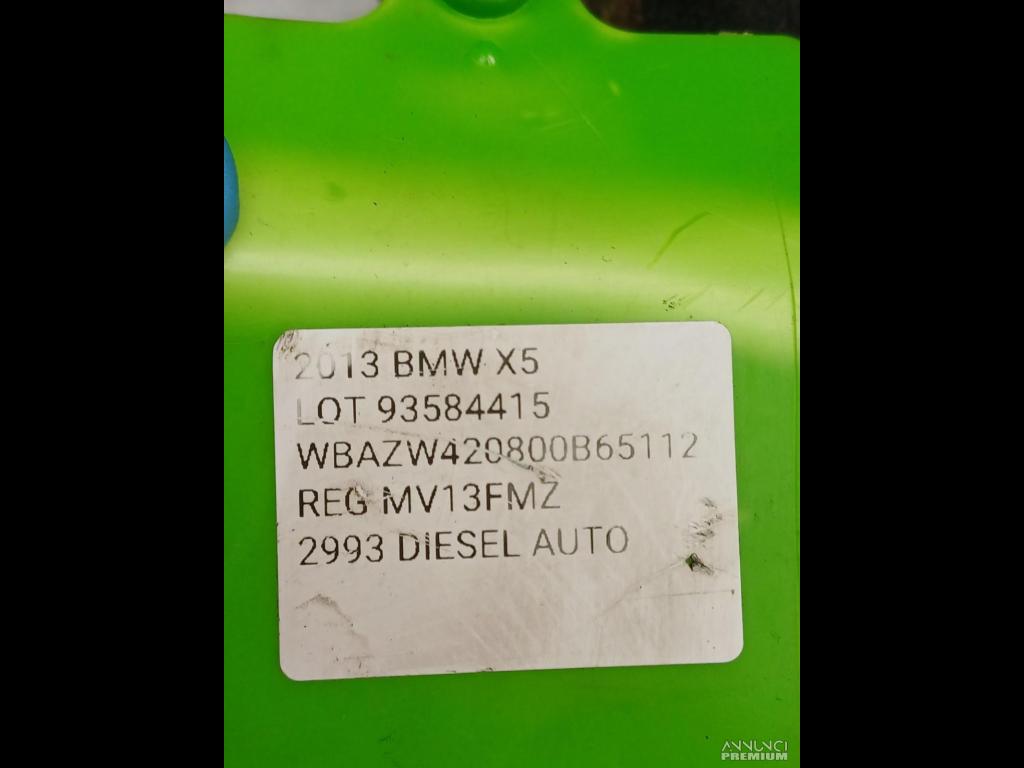 2013 BMW X5
LOT 93584415
WBAZW420800B65112
REG MV13FMZ
2993 DIESEL AUTO
ANNUNCI
PREMIUM